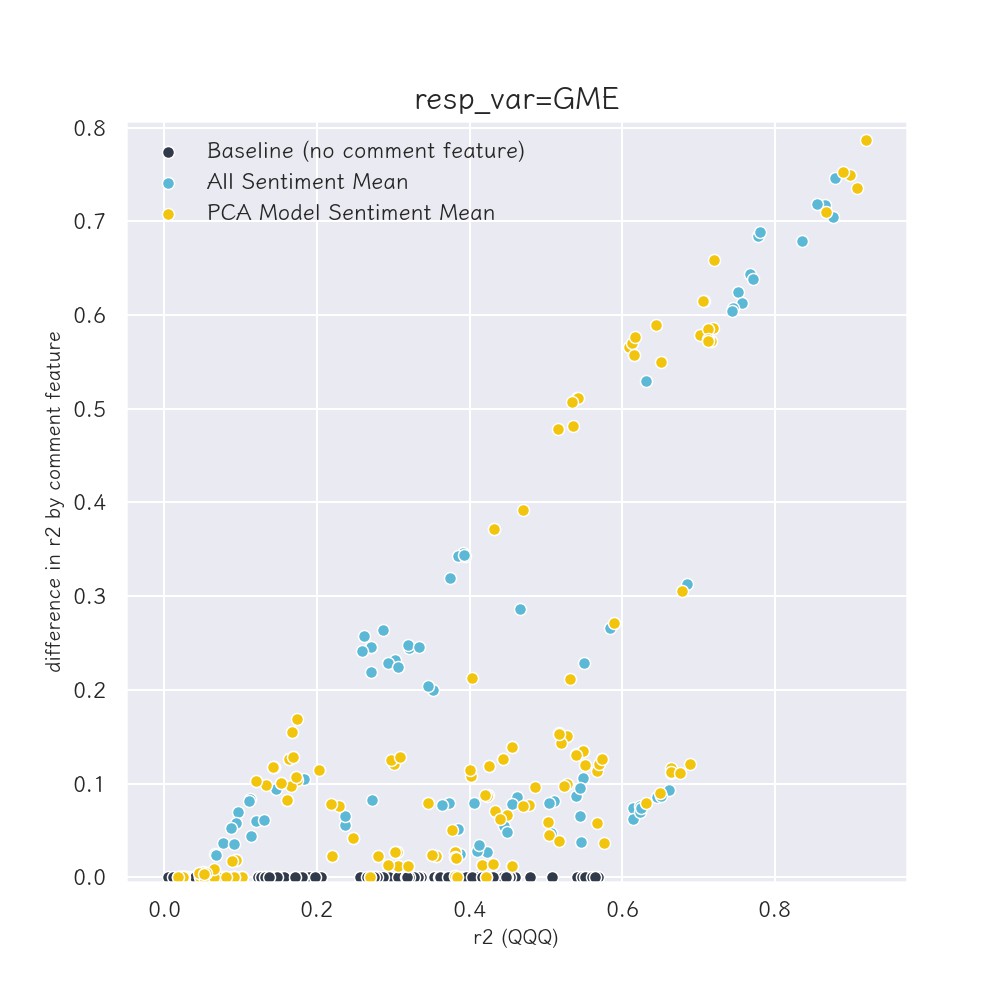 resp_var=GME
Baseline (no comment feature)
All Sentiment Mean
PCA Model Sentiment Mean
difference in r2 by comment feature
0.8
0.7
0.6
0.5
0.4
0.3
0.2
0.1
0.0
0.0 0.2 0.4 0.6 0.8
r2 (QQQ)